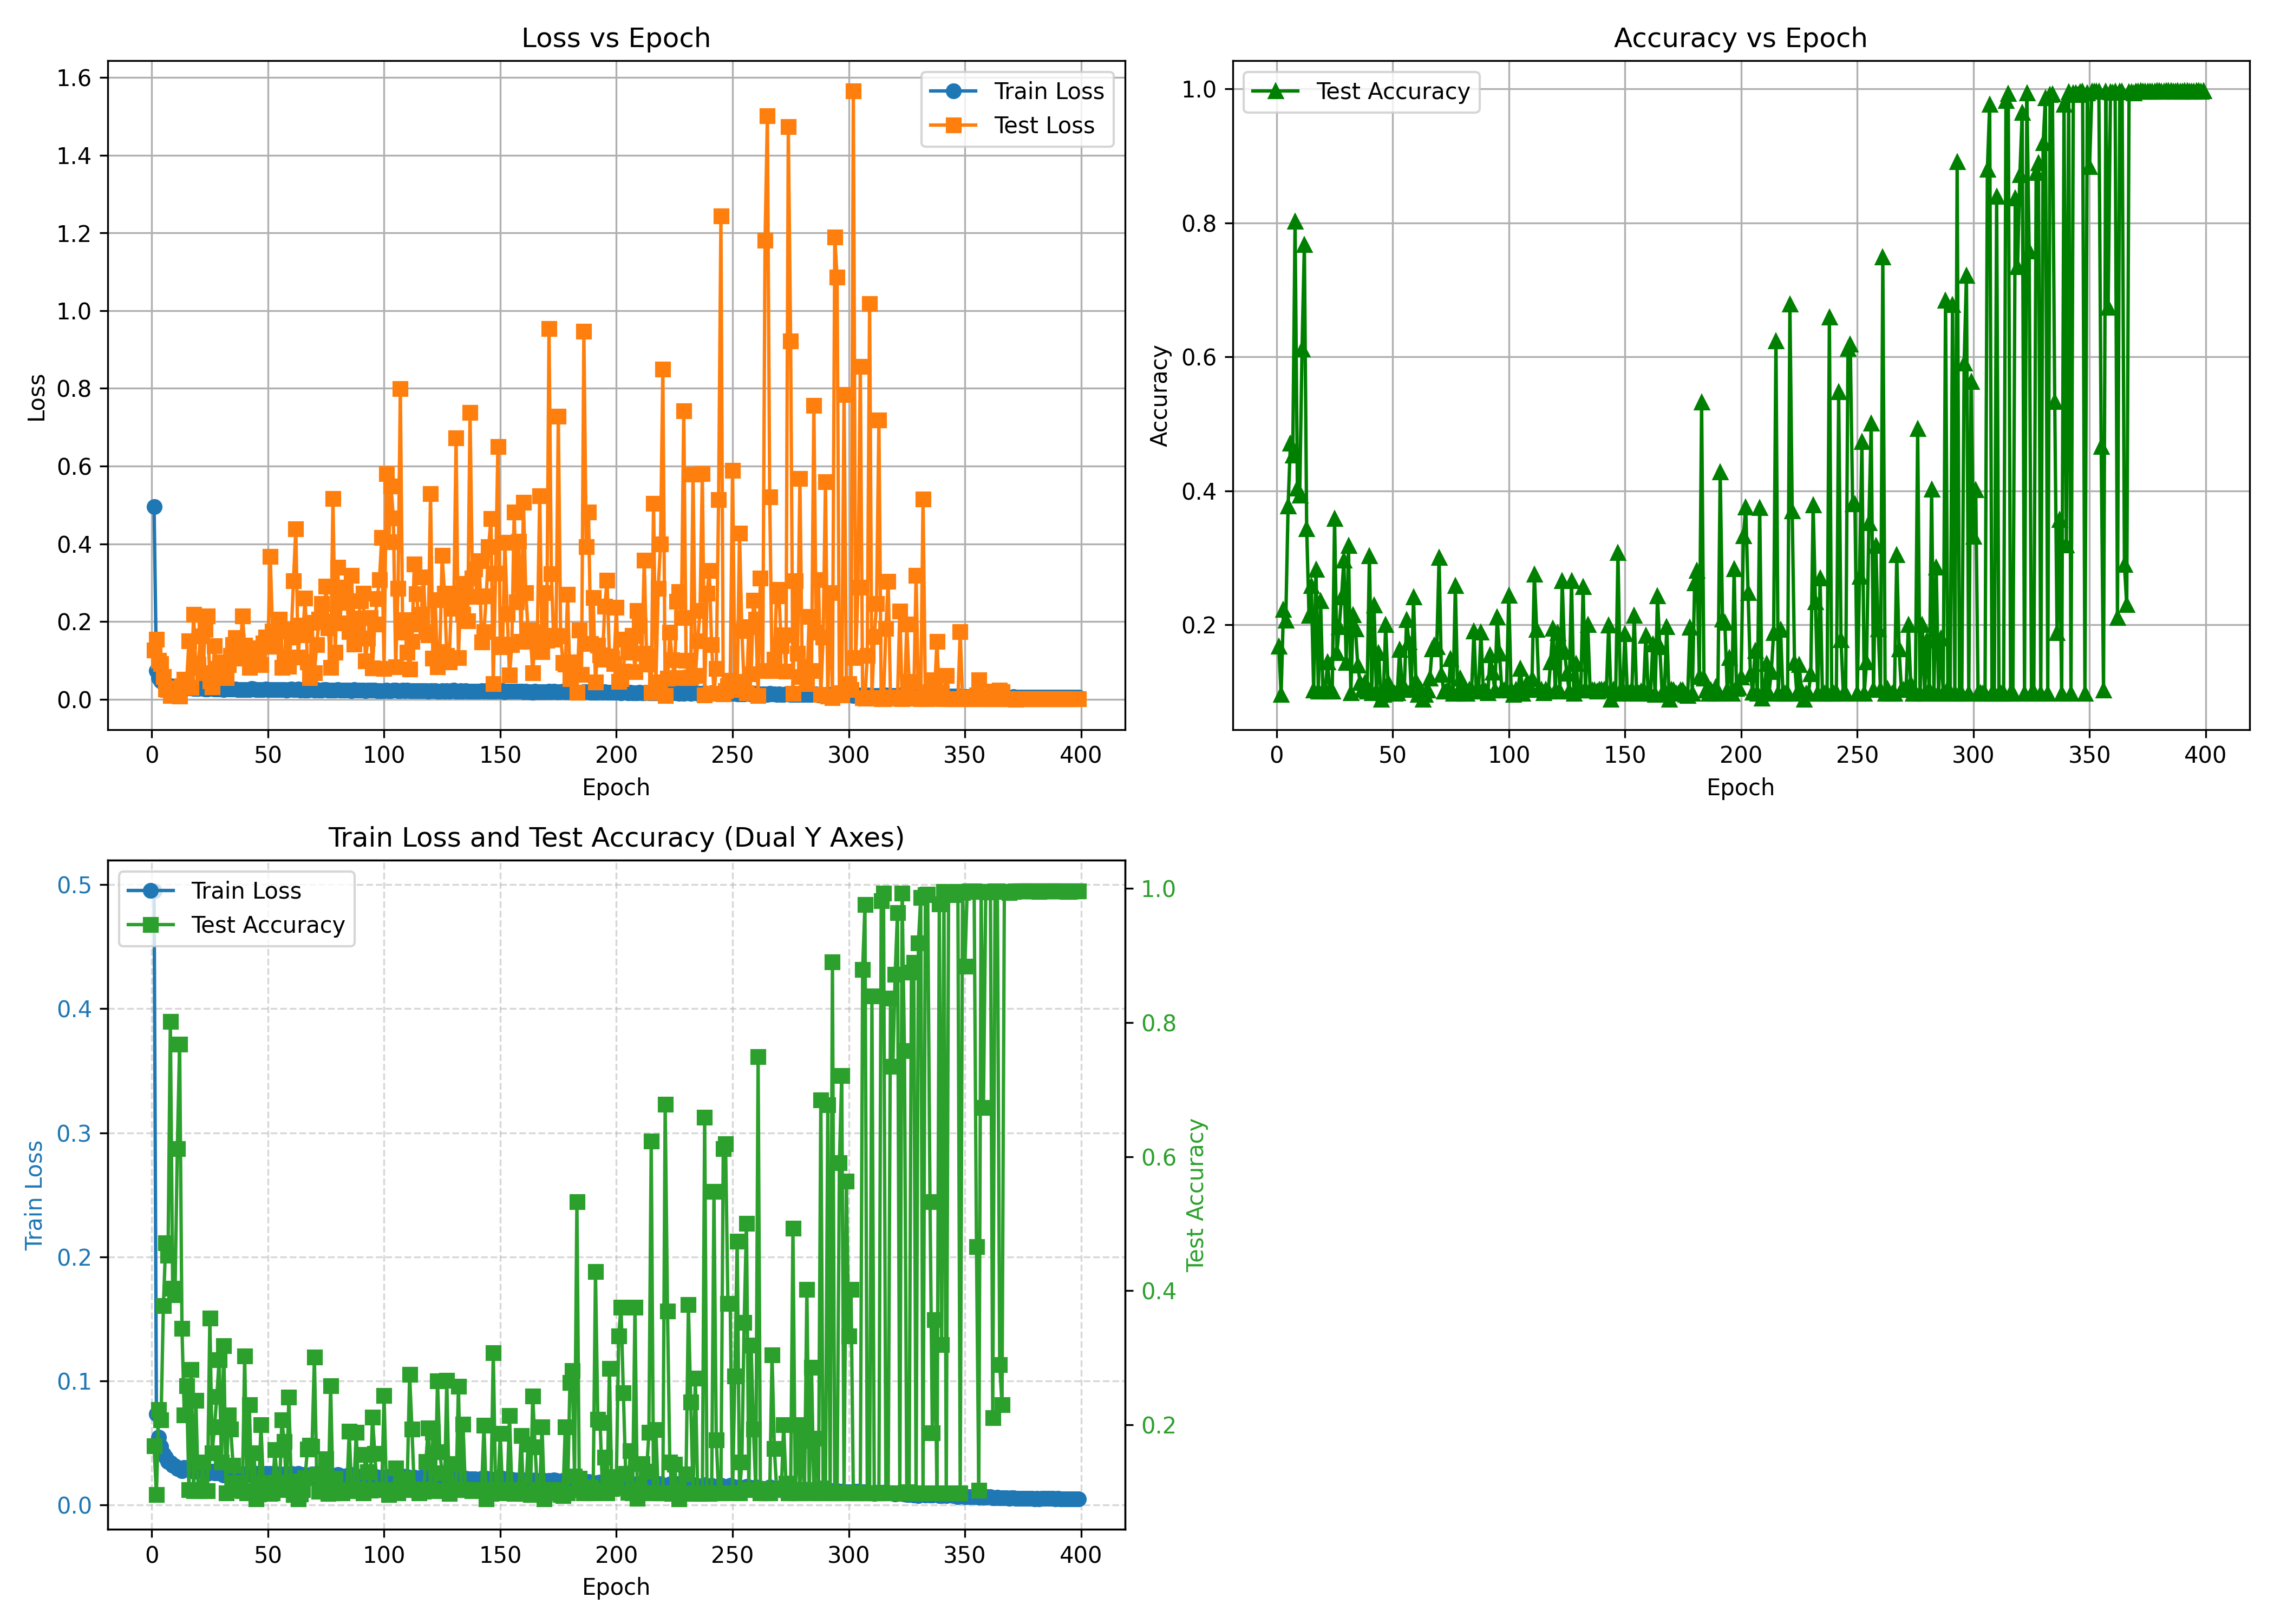 Loss vs Epoch
1.6
1.4
1.2
1.0
0.8
0.6
0.4
0.2
0.0
Loss
Train Loss
Test Loss
0 50 100 150 200 250 300 350 400
Epoch
Accuracy vs Epoch
1.0
0.8
0.6
0.4
0.2
Accuracy
Test Accuracy
0 50 100 150 200 250 300 350 400
Epoch
Train Loss and Test Accuracy (Dual Y Axes)
0.5
0.4
0.3
0.2
0.1
0.0
Train Loss
Train Loss
Test Accuracy
1.0
0.8
0.6
0.4
0.2
Test Accuracy
0 50 100 150 200 250 300 350 400
Epoch